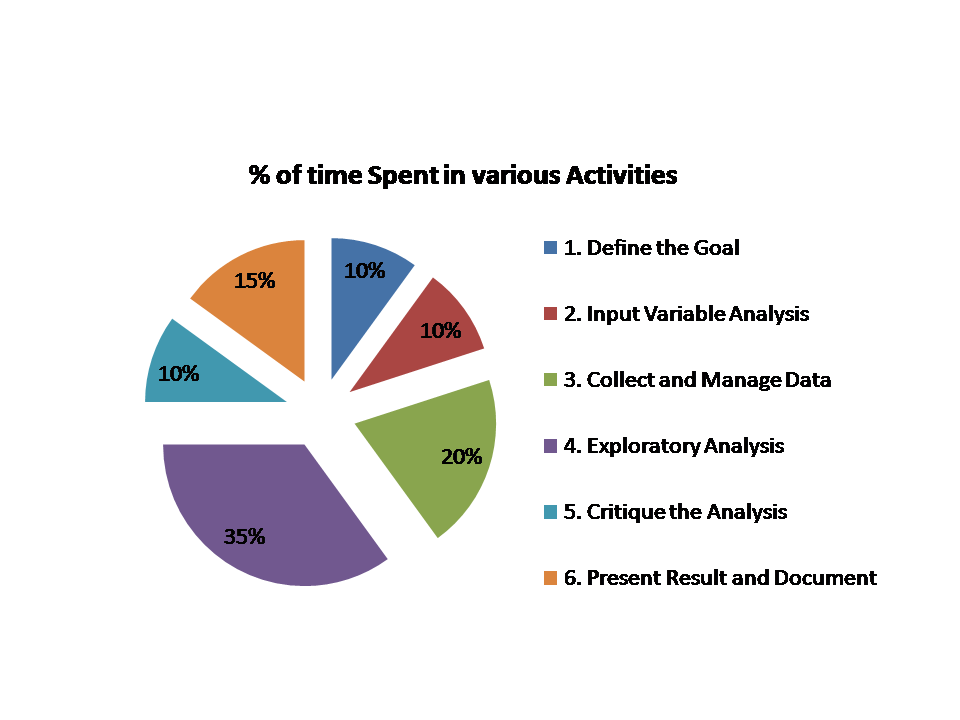 % of time Spent in various Activities
10%
10%
20%
35%
10%
15%
1. Define the Goal
2. Input Variable Analysis
3. Collect and Manage Data
4. Exploratory Analysis
5. Critique the Analysis
6. Present Result and Document